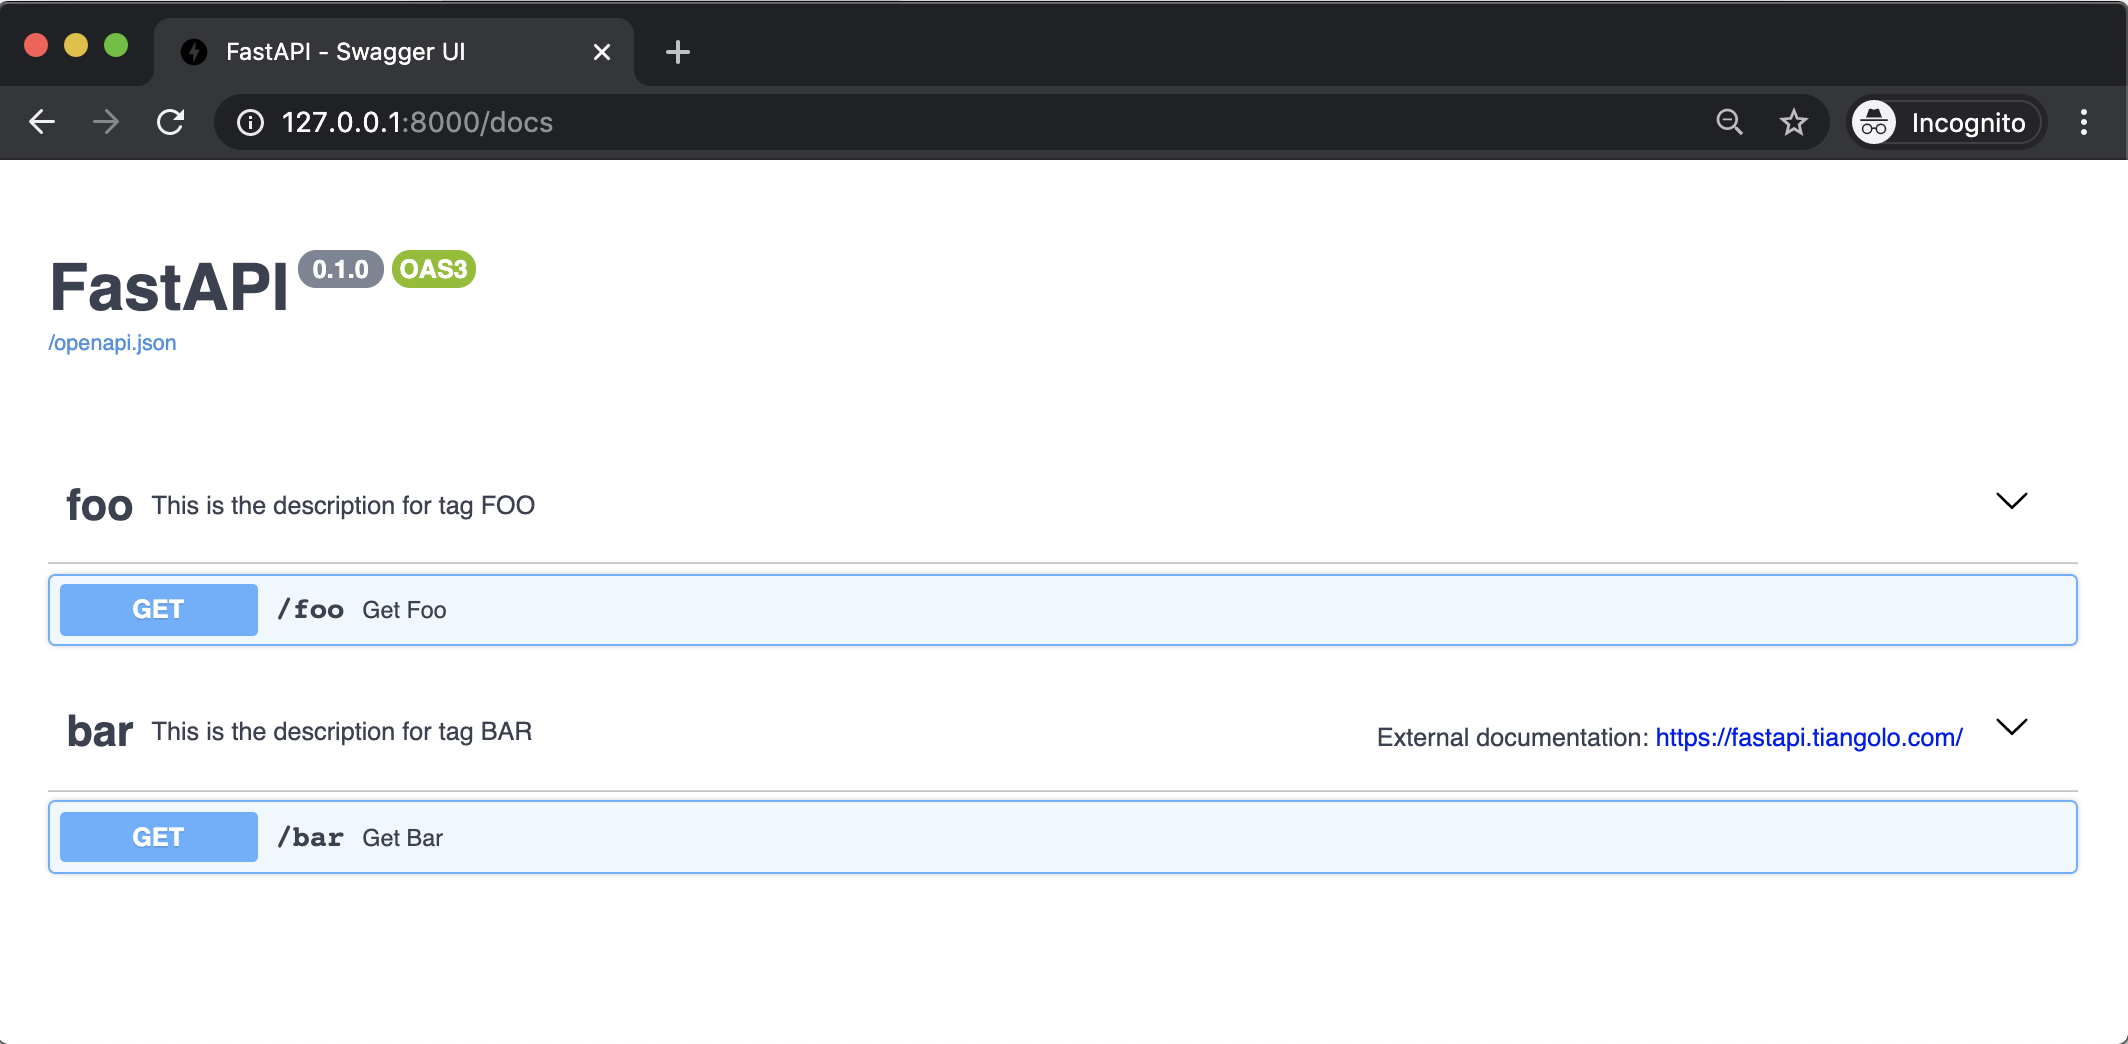 FastAPI - Swagger UI
127.0.0.1:8000/docs
Incognito
FastAPI 0.1.0 OAS3
/openapi.json
foo This is the description for tag FOO
GET /foo Get Foo
bar This is the description for tag BAR External documentation: https://fastapi.tiangolo.com/
GET /bar Get Bar